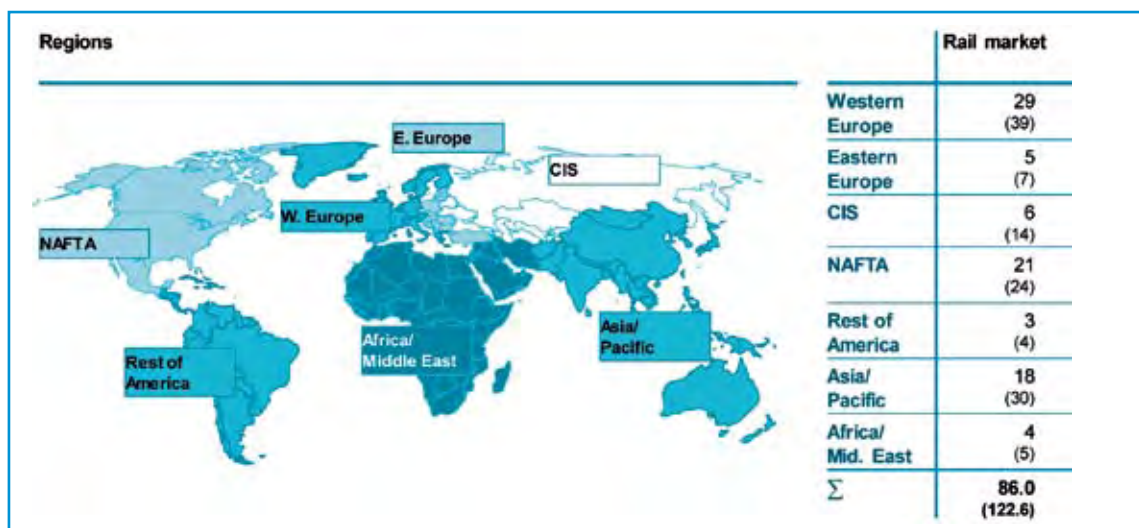 Regions
Rail market
E. Europe
CIS
W. Europe
NAFTA
Asia/
Pacific
Africa/
Middle East
Rest of
America
Western 29
Europe (39)
Eastern 5
Europe (7)
CIS 6
(14)
NAFTA 21
(24)
Rest of 3
America (4)
Asia/ 18
Pacific (30)
Africa/ 4
Mid. East (5)
Σ 86.0
(122.6)